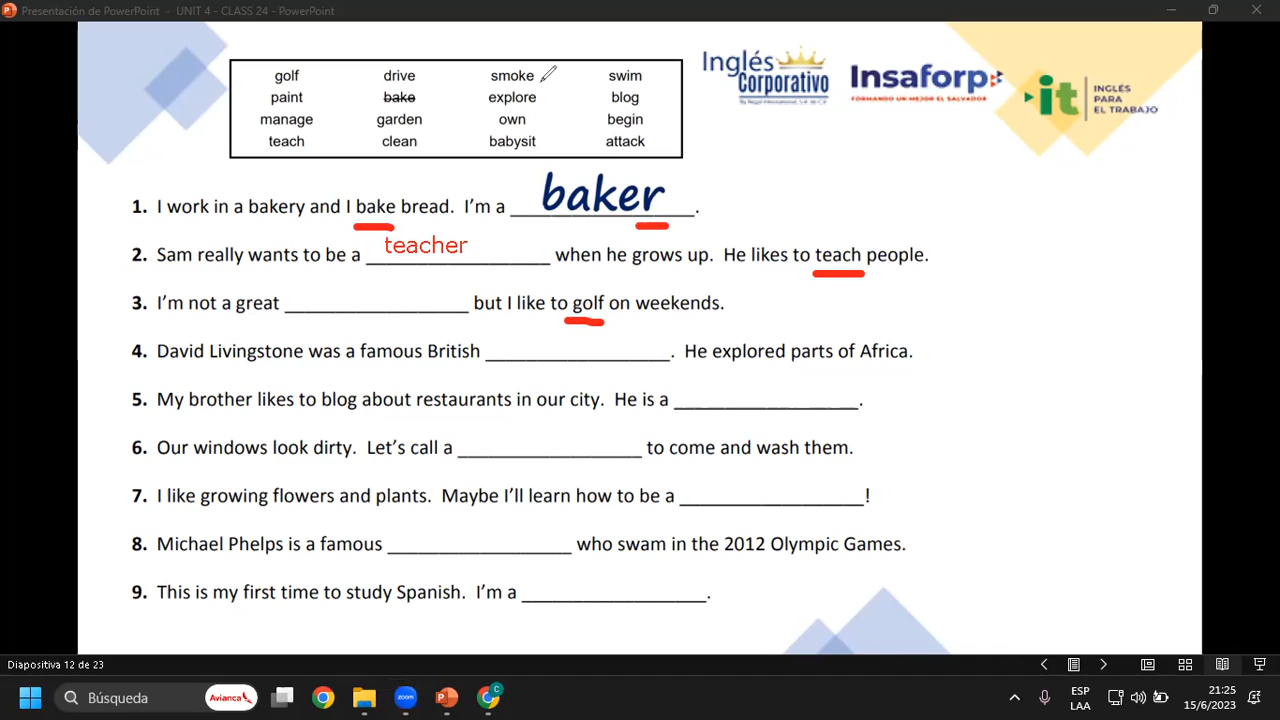 Presentación de PowerPoint - UNIT 4 - CLASS 24 - PowerPoint
golf drive smoke swim
paint bake explore blog
manage garden own begin
teach clean babysit attack
Inglés
Corporativo
Insaforp
FORMANDO UN MEJOR EL SALVADOR
it INGLÉS
PARA
EL TRABAJO
1. I work in a bakery and I bake bread. I'm a baker.
2. Sam really wants to be a teacher when he grows up. He likes to teach people.
3. I'm not a great __________________ but I like to golf on weekends.
4. David Livingstone was a famous British __________________. He explored parts of Africa.
5. My brother likes to blog about restaurants in our city. He is a __________________.
6. Our windows look dirty. Let's call a __________________ to come and wash them.
7. I like growing flowers and plants. Maybe I'll learn how to be a __________________!
8. Michael Phelps is a famous __________________ who swam in the 2012 Olympic Games.
9. This is my first time to study Spanish. I'm a __________________.
Diapositiva 12 de 23
Búsqueda
Avianca
zoom
C
ESP
LAA
21:25
15/6/2023